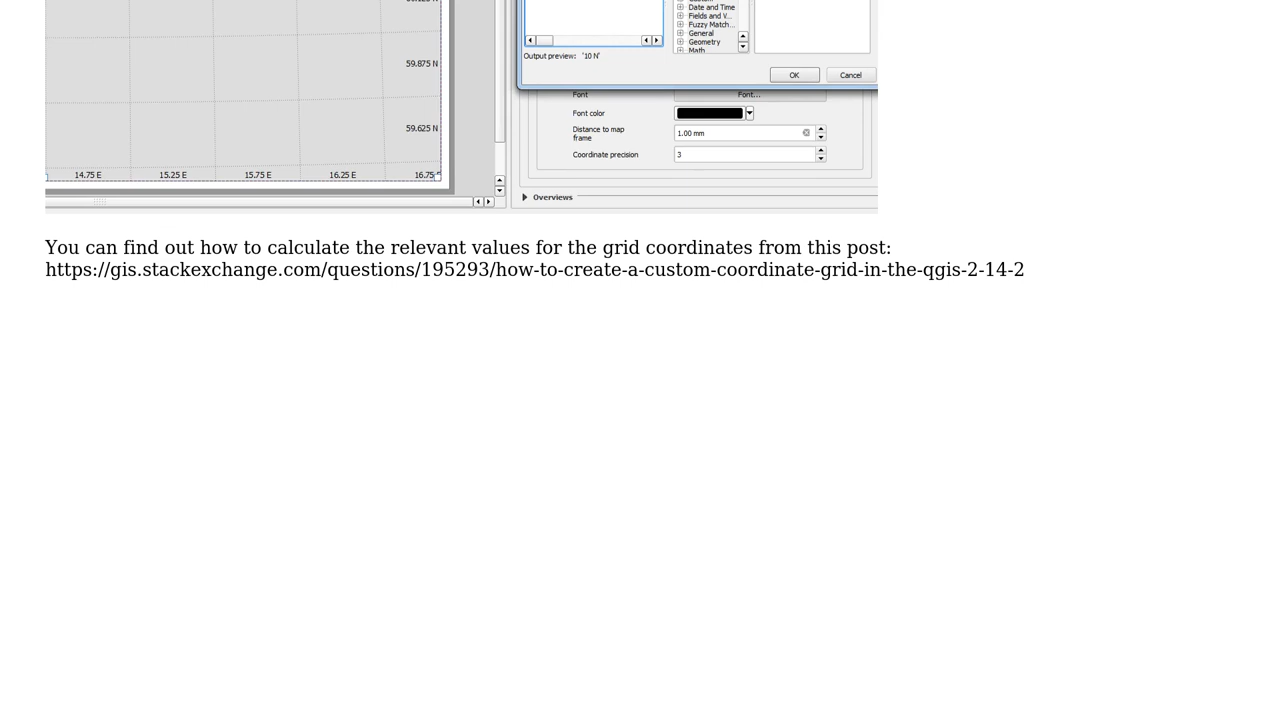 Date and Time
Fields and V...
Fuzzy Match...
General
Geometry
Math
Output preview: '10 N'
OK
Cancel
59.875 N
59.625 N
14.75 E
15.25 E
15.75 E
16.25 E
16.75
Font
Font...
Font color
Distance to map
frame
1.00 mm
Coordinate precision
3
Overviews
You can find out how to calculate the relevant values for the grid coordinates from this post:
https://gis.stackexchange.com/questions/195293/how-to-create-a-custom-coordinate-grid-in-the-qgis-2-14-2